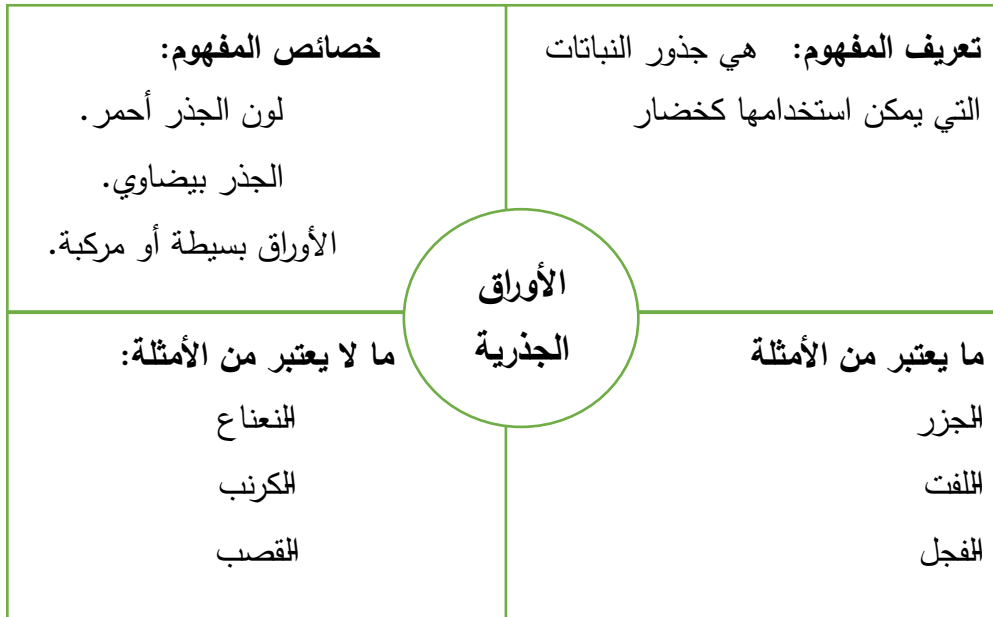 تعريف المفهوم: هي جذور النباتات
التي يمكن استخدامها كخضار
خصائص المفهوم:
لون الجذر أحمر.
الجذر بيضاوي.
الأوراق بسيطة أو مركبة.
الأوراق
الجذرية
ما يعتبر من الأمثلة
الجزر
اللفت
الفجل
ما لا يعتبر من الأمثلة:
النعناع
الكرنب
القصب